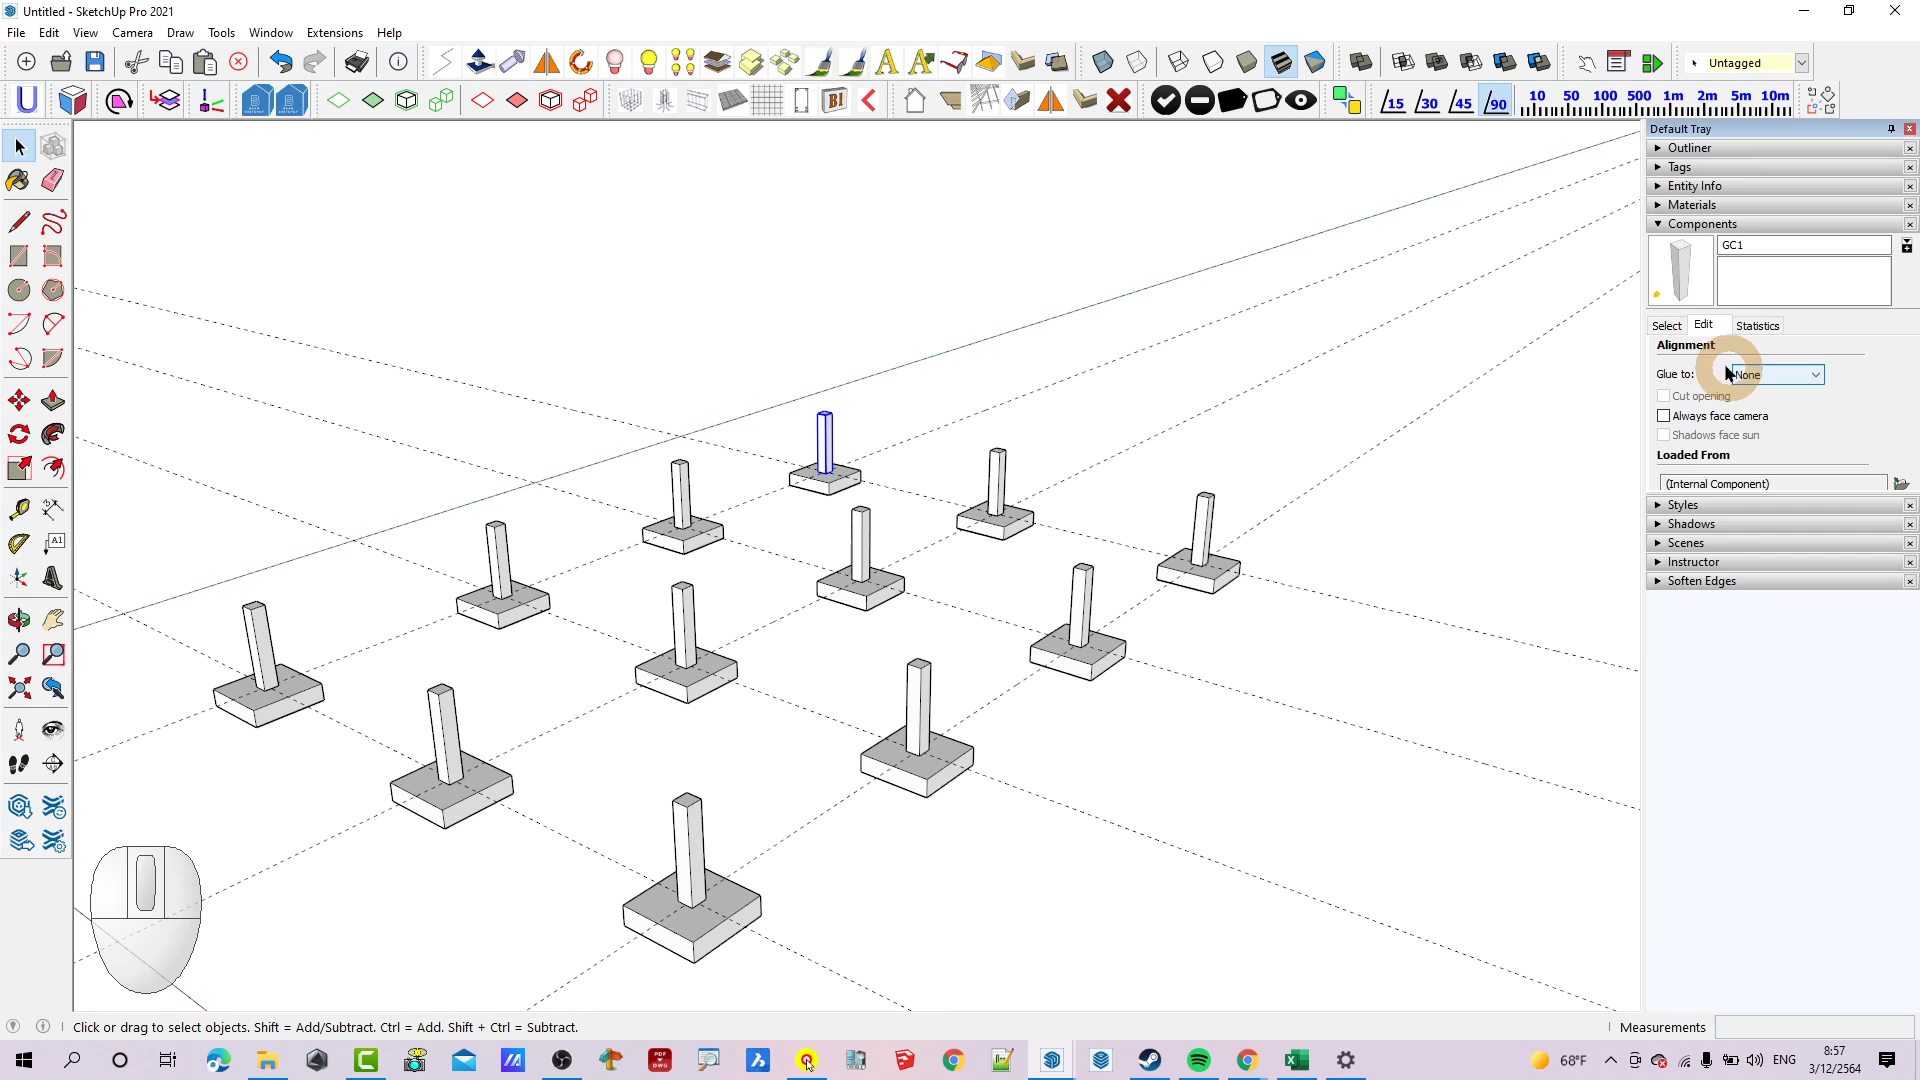 Untitled - SketchUp Pro 2021
File Edit View Camera Draw Tools Window Extensions Help
Untagged
BI
15 30 45 90 10 50 100 500 1m 2m 5m 10m
Default Tray
Outliner
Tags
Entity Info
Materials
Components
GC1
Select Edit Statistics
Alignment
Glue to: None
Cut opening
Always face camera
Shadows face sun
Loaded From
(Internal Component)
Styles
Shadows
Scenes
Instructor
Soften Edges
A1
Click or drag to select objects. Shift = Add/Subtract. Ctrl = Add. Shift + Ctrl = Subtract.
Measurements
PDF
DWG
68°F
ENG
8:57
3/12/2564